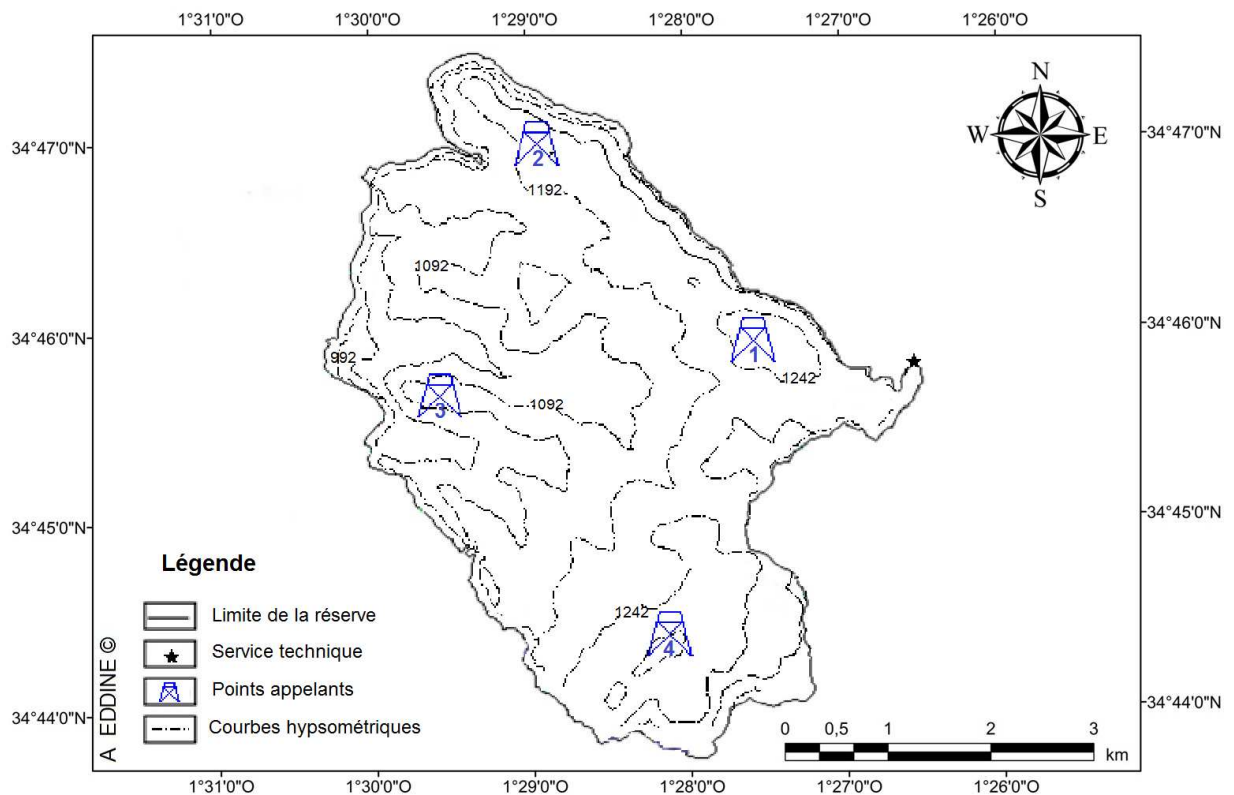 1°31'0"O 1°30'0"O 1°29'0"O 1°28'0"O 1°27'0"O 1°26'0"O
N
W E
S
34°47'0"N 34°47'0"N
2
1192
1092
34°46'0"N 34°46'0"N
1
992
1242
3
1092
34°45'0"N 34°45'0"N
Légende
Limite de la réserve
Service technique
Points appelants
Courbes hypsométriques
1242
4
34°44'0"N 34°44'0"N
0 0,5 1 2 3
km
A EDDINE ©
1°31'0"O 1°30'0"O 1°29'0"O 1°28'0"O 1°27'0"O 1°26'0"O